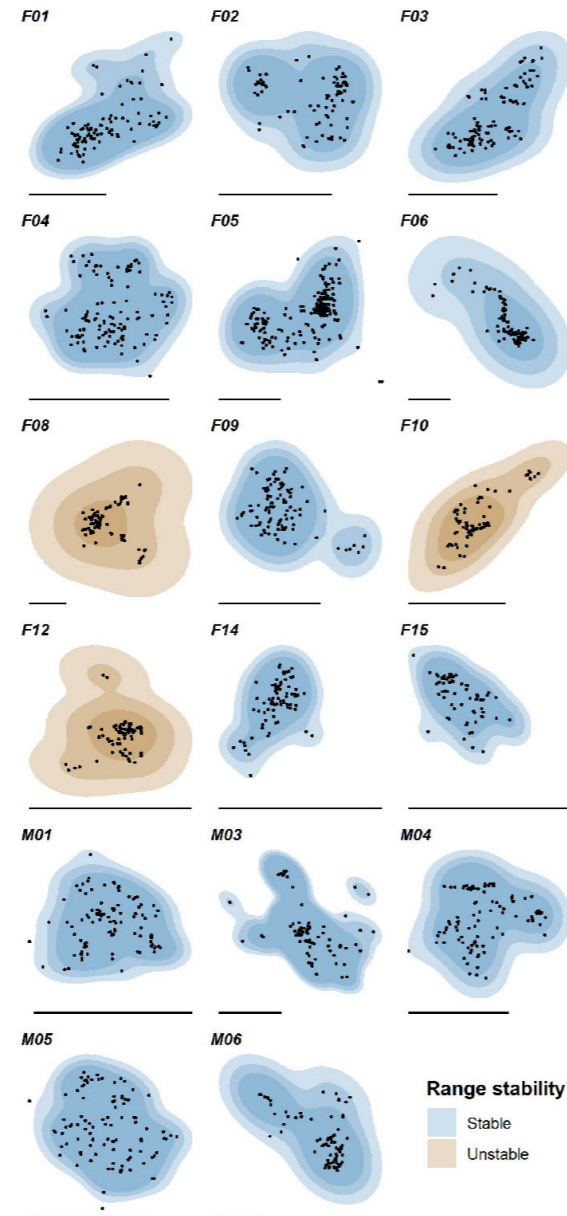 F01 F02 F03
F04 F05 F06
F08 F09 F10
F12 F14 F15
M01 M03 M04
M05 M06
Range stability
Stable
Unstable